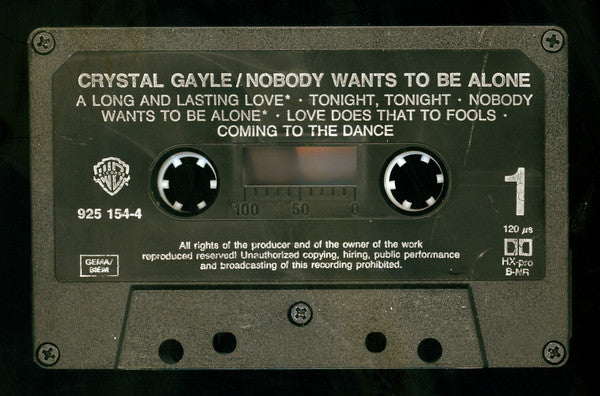 CRYSTAL GAYLE/NOBODY WANTS TO BE ALONE
A LONG AND LASTING LOVE* · TONIGHT, TONIGHT · NOBODY
WANTS TO BE ALONE* · LOVE DOES THAT TO FOOLS ·
COMING TO THE DANCE
925 154-4
100 50 0
1
120 µs
HX-pro
B-NR
GEMA/
BIEM
All rights of the producer and of the owner of the work
reproduced reserved! Unauthorized copying, hiring, public performance
and broadcasting of this recording prohibited.